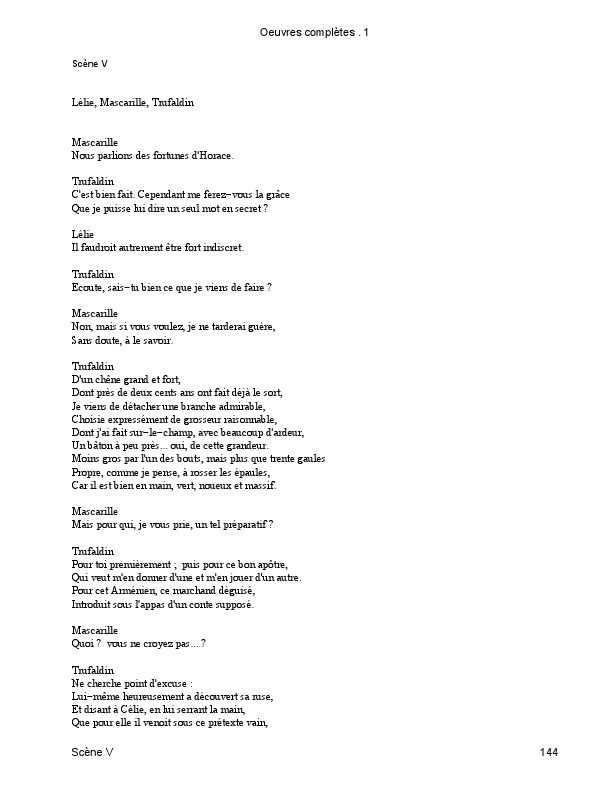 Oeuvres complètes . 1
Scène V
Lélie, Mascarille, Trufaldin
Mascarille
Nous parlions des fortunes d'Horace.
Trufaldin
C'est bien fait. Cependant me ferez−vous la grâce
Que je puisse lui dire un seul mot en secret ?
Lélie
Il faudroit autrement être fort indiscret.
Trufaldin
Ecoute, sais−tu bien ce que je viens de faire ?
Mascarille
Non, mais si vous voulez, je ne tarderai guère,
Sans doute, à le savoir.
Trufaldin
D'un chêne grand et fort,
Dont près de deux cents ans ont fait déjà le sort,
Je viens de détacher une branche admirable,
Choisie expressément de grosseur raisonnable,
Dont j'ai fait sur−le−champ, avec beaucoup d'ardeur,
Un bâton à peu près... oui, de cette grandeur.
Moins gros par l'un des bouts, mais plus que trente gaules
Propre, comme je pense, à rosser les épaules,
Car il est bien en main, vert, noueux et massif.
Mascarille
Mais pour qui, je vous prie, un tel préparatif ?
Trufaldin
Pour toi premièrement ;  puis pour ce bon apôtre,
Qui veut m'en donner d'une et m'en jouer d'un autre.
Pour cet Arménien, ce marchand déguisé,
Introduit sous l'appas d'un conte supposé.
Mascarille
Quoi ?  vous ne croyez pas... ?
Trufaldin
Ne cherche point d'excuse :
Lui−même heureusement a découvert sa ruse,
Et disant à Célie, en lui serrant la main,
Que pour elle il venoit sous ce prétexte vain,
Scène V 144